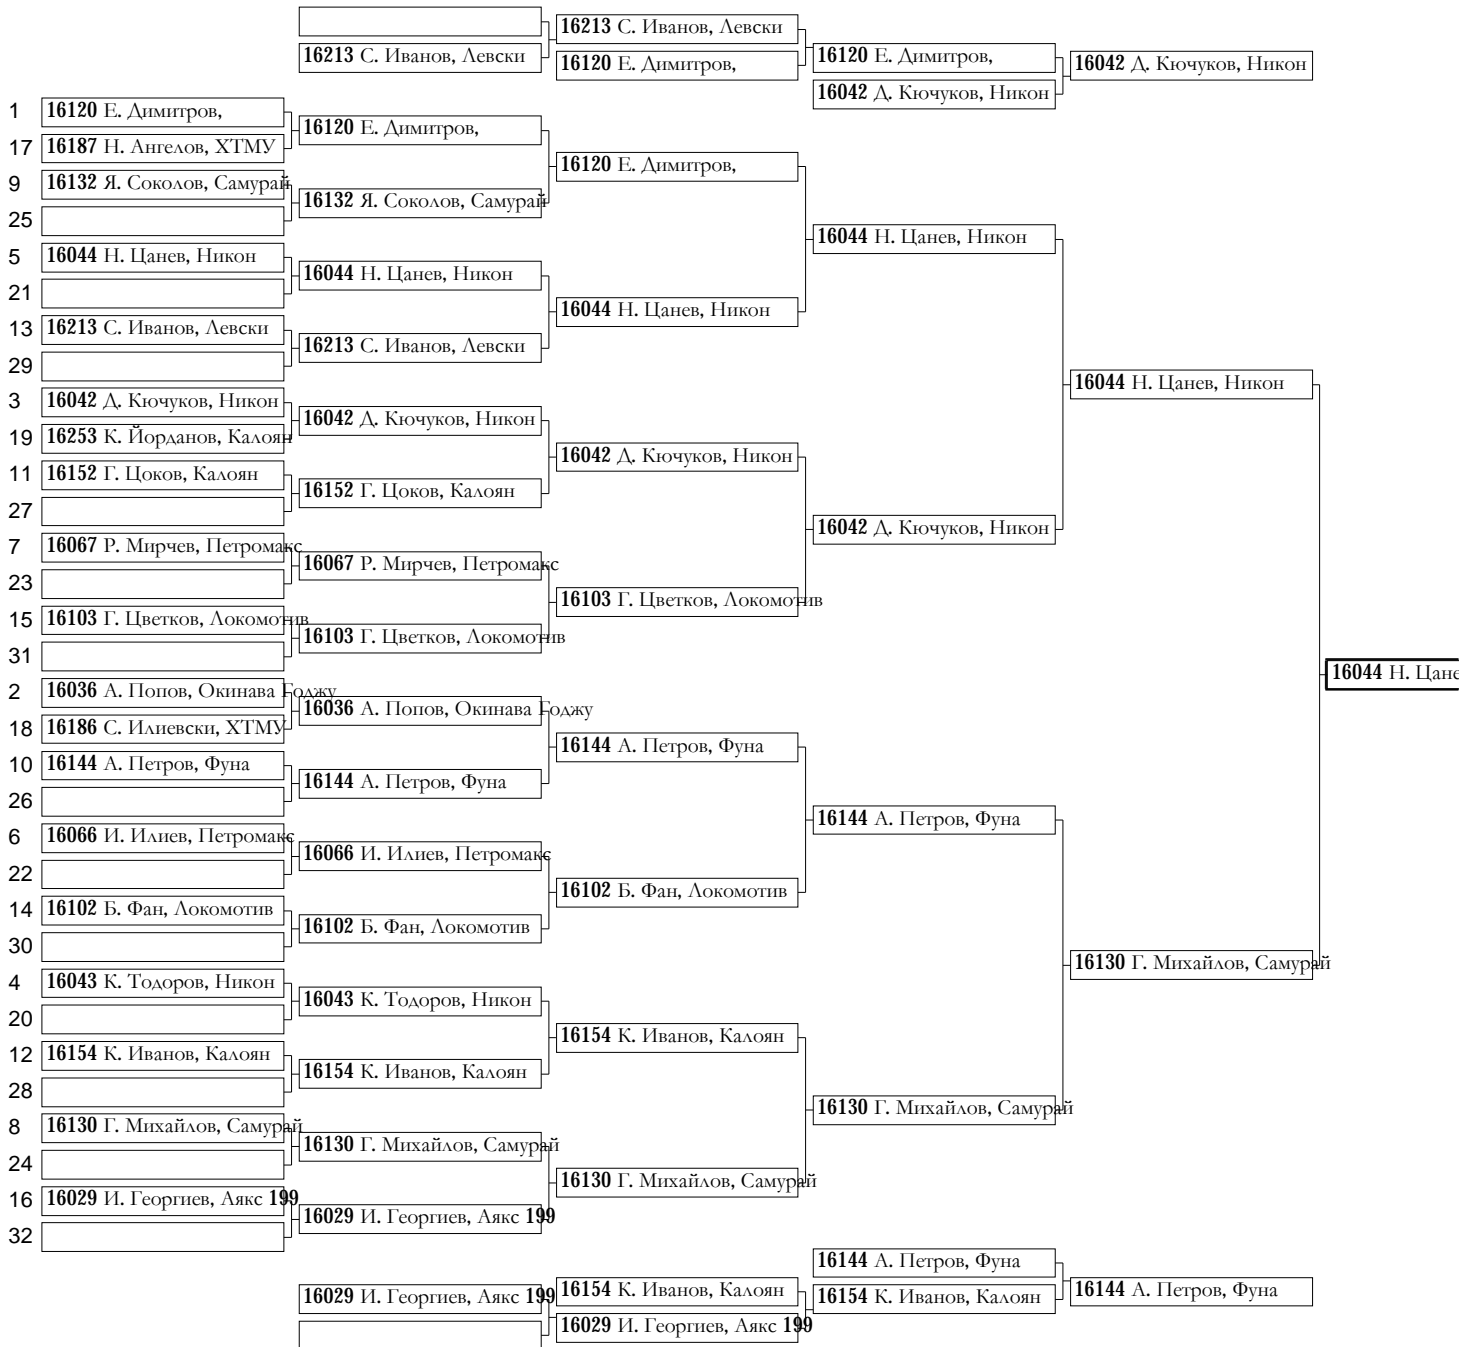 16213 С. Иванов, Левски
16213 С. Иванов, Левски
16120 Е. Димитров,
16120 Е. Димитров,
16042 Д. Кючуков, Никон
16042 Д. Кючуков, Никон
1 16120 Е. Димитров,
16120 Е. Димитров,
17 16187 Н. Ангелов, ХТМУ
16120 Е. Димитров,
9 16132 Я. Соколов, Самурай
16132 Я. Соколов, Самурай
25
16044 Н. Цанев, Никон
5 16044 Н. Цанев, Никон
16044 Н. Цанев, Никон
21
16044 Н. Цанев, Никон
13 16213 С. Иванов, Левски
16213 С. Иванов, Левски
29
16044 Н. Цанев, Никон
3 16042 Д. Кючуков, Никон
16042 Д. Кючуков, Никон
19 16253 К. Йорданов, Калоян
16042 Д. Кючуков, Никон
11 16152 Г. Цоков, Калоян
16152 Г. Цоков, Калоян
27
16042 Д. Кючуков, Никон
7 16067 Р. Мирчев, Петромакс
16067 Р. Мирчев, Петромакс
23
16103 Г. Цветков, Локомотив
15 16103 Г. Цветков, Локомотив
16103 Г. Цветков, Локомотив
31
16044 Н. Цане
2 16036 А. Попов, Окинава Годжу
16036 А. Попов, Окинава Годжу
18 16186 С. Илиевски, ХТМУ
16144 А. Петров, Фуна
10 16144 А. Петров, Фуна
16144 А. Петров, Фуна
26
16144 А. Петров, Фуна
6 16066 И. Илиев, Петромакс
16066 И. Илиев, Петромакс
22
16102 Б. Фан, Локомотив
14 16102 Б. Фан, Локомотив
16102 Б. Фан, Локомотив
30
16130 Г. Михайлов, Самурай
4 16043 К. Тодоров, Никон
16043 К. Тодоров, Никон
20
16154 К. Иванов, Калоян
12 16154 К. Иванов, Калоян
16154 К. Иванов, Калоян
28
16130 Г. Михайлов, Самурай
8 16130 Г. Михайлов, Самурай
16130 Г. Михайлов, Самурай
24
16130 Г. Михайлов, Самурай
16 16029 И. Георгиев, Аякс 199
16029 И. Георгиев, Аякс 199
32
16144 А. Петров, Фуна
16029 И. Георгиев, Аякс 199
16154 К. Иванов, Калоян
16154 К. Иванов, Калоян
16144 А. Петров, Фуна
16029 И. Георгиев, Аякс 199